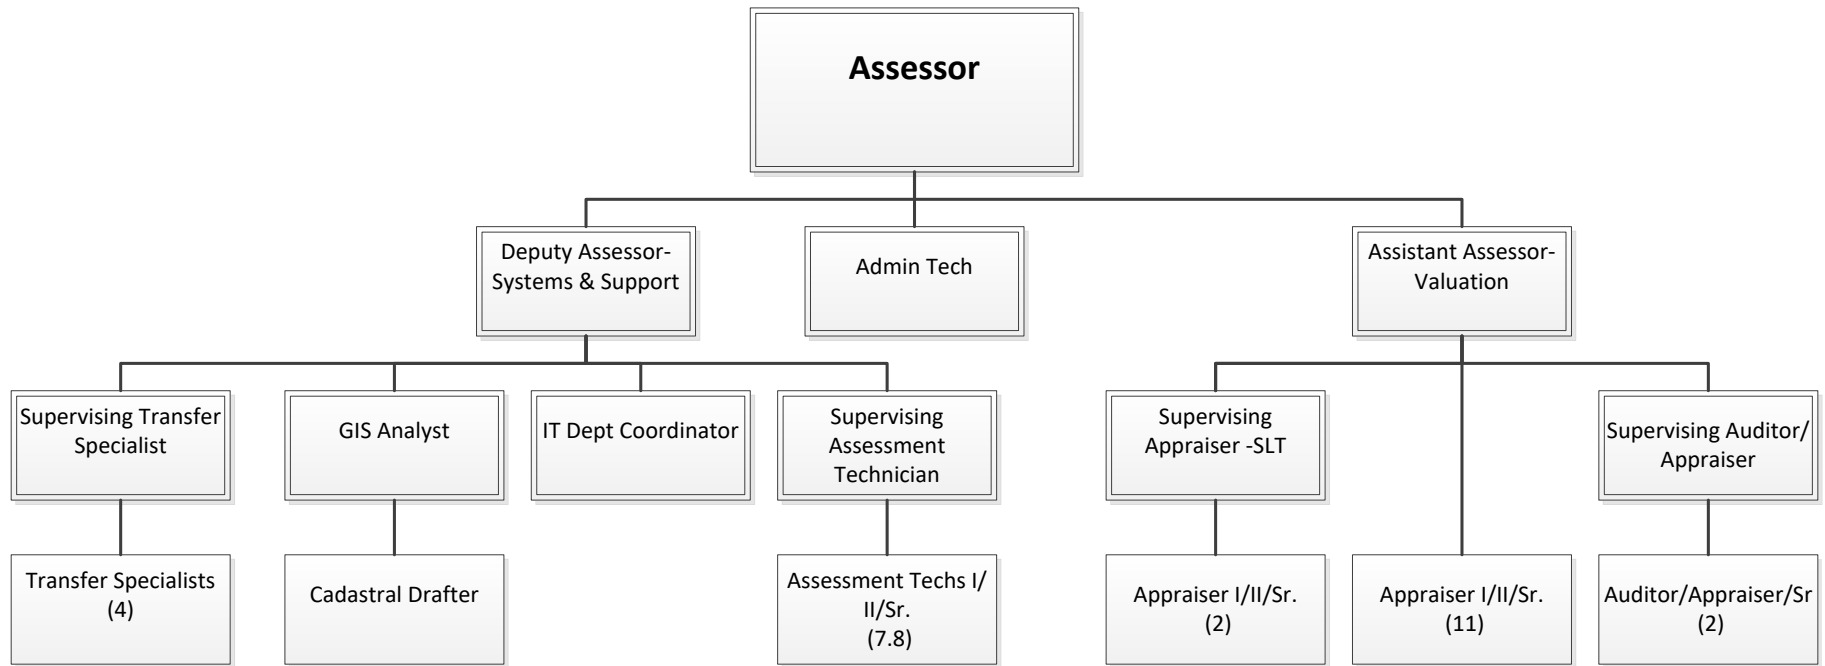 Assessor
Deputy Assessor-
Systems & Support
Admin Tech
Assistant Assessor-
Valuation
Supervising Transfer
Specialist
GIS Analyst
IT Dept Coordinator
Supervising
Assessment
Technician
Supervising
Appraiser -SLT
Supervising Auditor/
Appraiser
Transfer Specialists
(4)
Cadastral Drafter
Assessment Techs I/
II/Sr.
(7.8)
Appraiser I/II/Sr.
(2)
Appraiser I/II/Sr.
(11)
Auditor/Appraiser/Sr
(2)